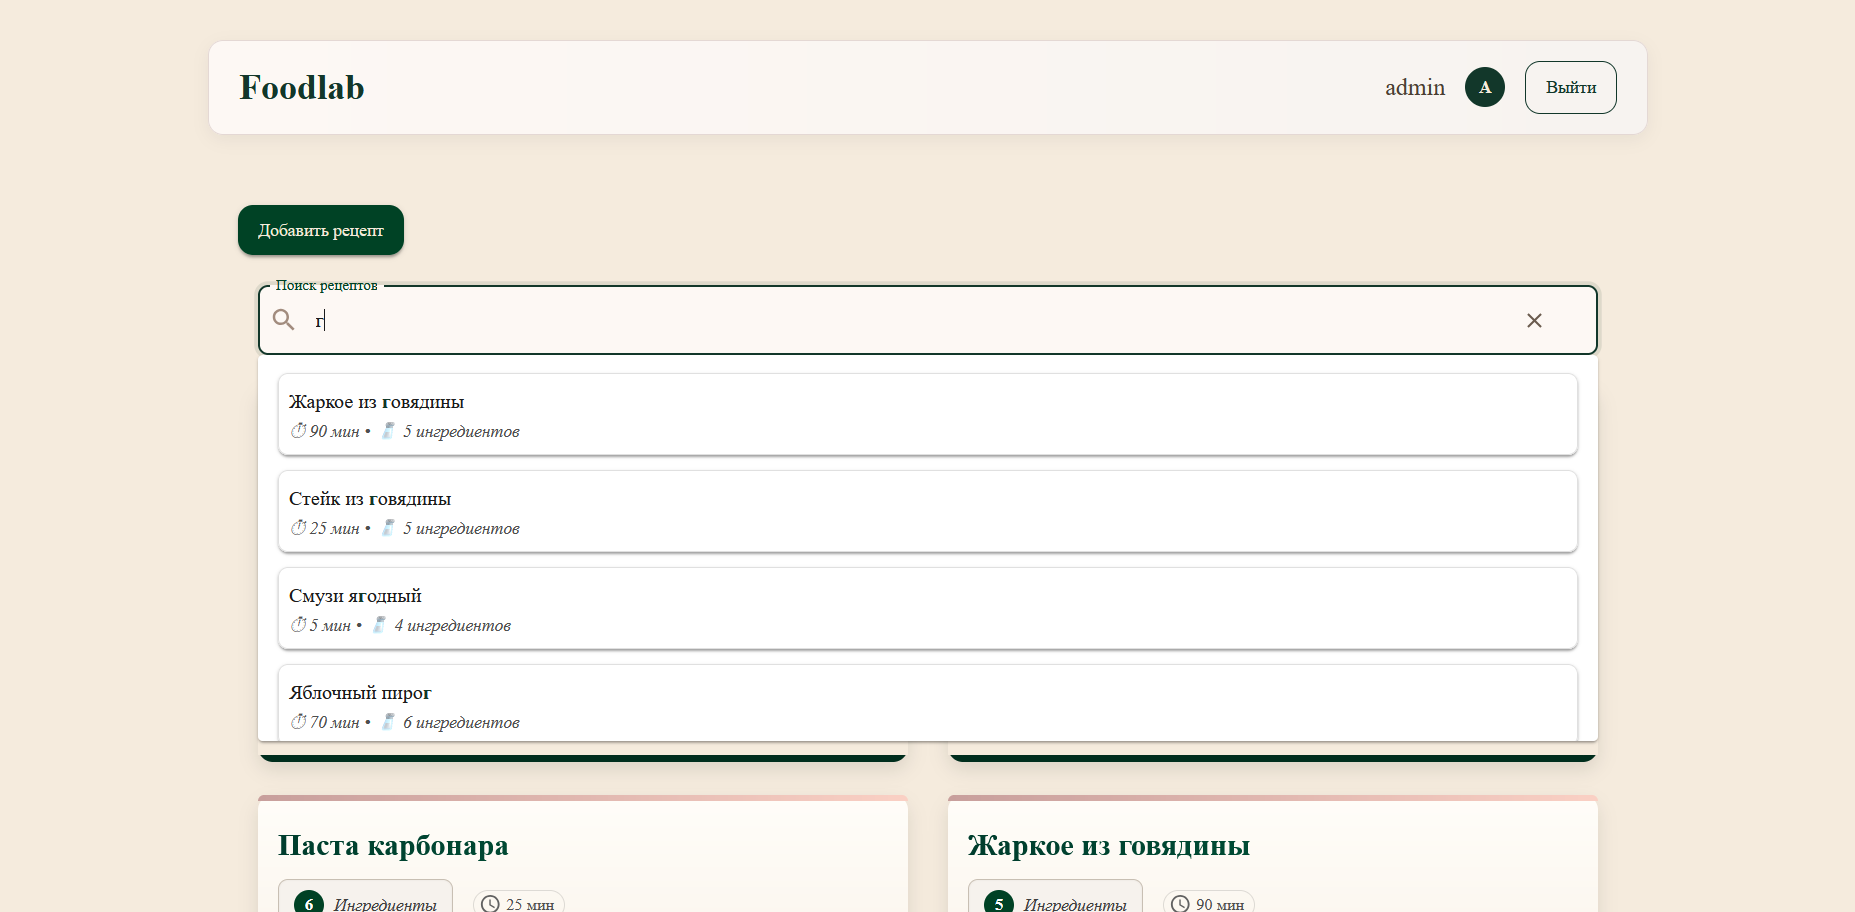 Foodlab
admin
A
Выйти
Добавить рецепт
Поиск рецептов
г
Жаркое из говядины
90 мин • 5 ингредиентов
Стейк из говядины
25 мин • 5 ингредиентов
Смузи ягодный
5 мин • 4 ингредиентов
Яблочный пирог
70 мин • 6 ингредиентов
Паста карбонара
6 Ингредиенты 25 мин
Жаркое из говядины
5 Ингредиенты 90 мин